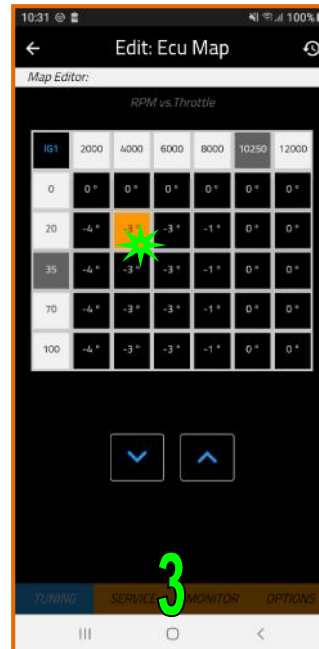 10:31 100%
Edit: Ecu Map
Map Editor:
RPM vs.Throttle
IG1 2000 4000 6000 8000 10250 12000
0 0° 0° 0° 0° 0° 0°
20 -4° -3° -3° -1° 0° 0°
35 -4° -3° -3° -1° 0° 0°
70 -4° -3° -3° -1° 0° 0°
100 -4° -3° -3° -1° 0° 0°
TUNING SERVICE MONITOR OPTIONS
3